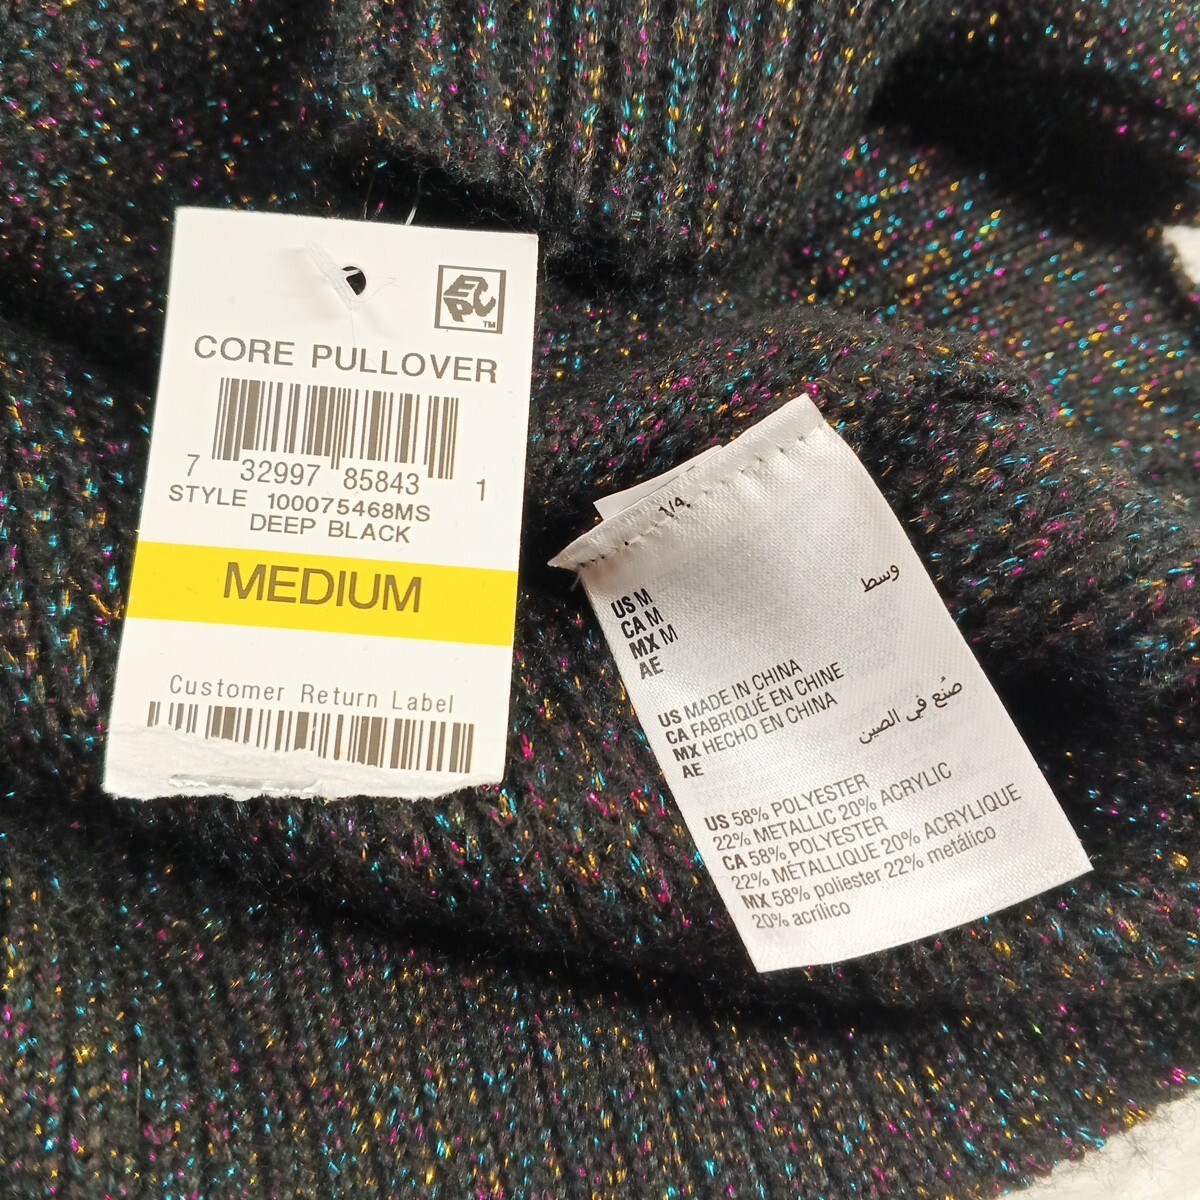 EPC
TM
CORE PULLOVER
7 32997 85843 1
STYLE 100075468MS
DEEP BLACK
MEDIUM
Customer Return Label
1/4
US M
CA M
MX M
AE وسط
US MADE IN CHINA
CA FABRIQUÉ EN CHINE
MX HECHO EN CHINA
AE صُنع في الصين
US 58% POLYESTER
22% METALLIC 20% ACRYLIC
CA 58% POLYESTER
22% MÉTALLIQUE 20% ACRYLIQUE
MX 58% poliester 22% metálico
20% acrílico